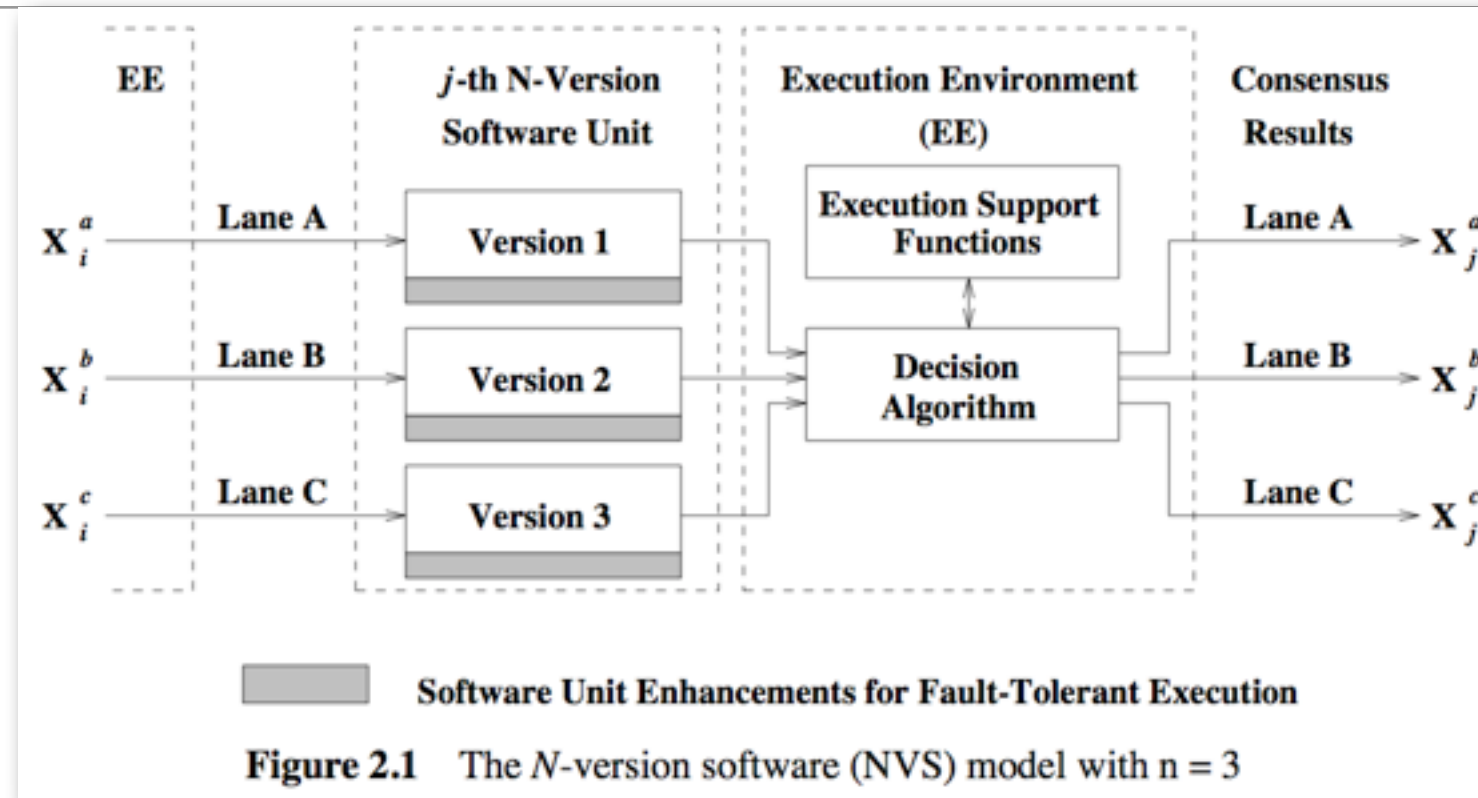 EE
j-th N-Version
Software Unit
Execution Environment
(EE)
Consensus
Results
Execution Support
Functions
X i a
Lane A
Version 1
Lane A
X j a
X i b
Lane B
Version 2
Decision
Algorithm
Lane B
X j b
X i c
Lane C
Version 3
Lane C
X j c
Software Unit Enhancements for Fault-Tolerant Execution
Figure 2.1 The N-version software (NVS) model with n = 3